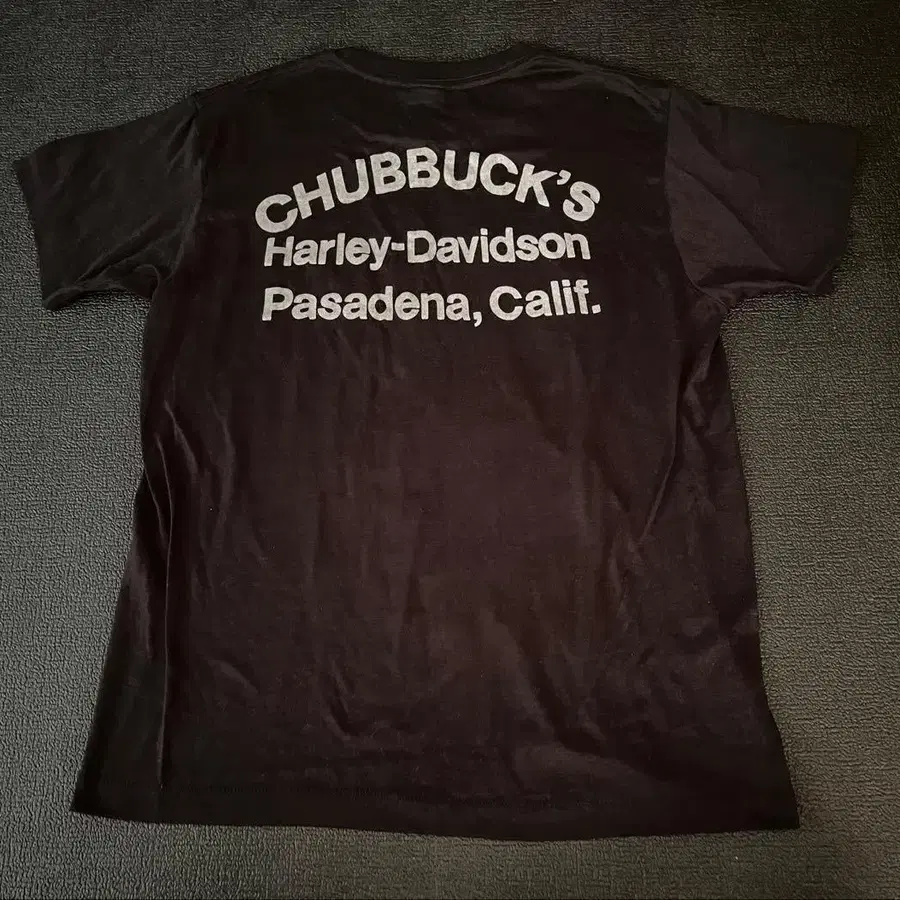 CHUBBUCK'S
Harley-Davidson
Pasadena, Calif.